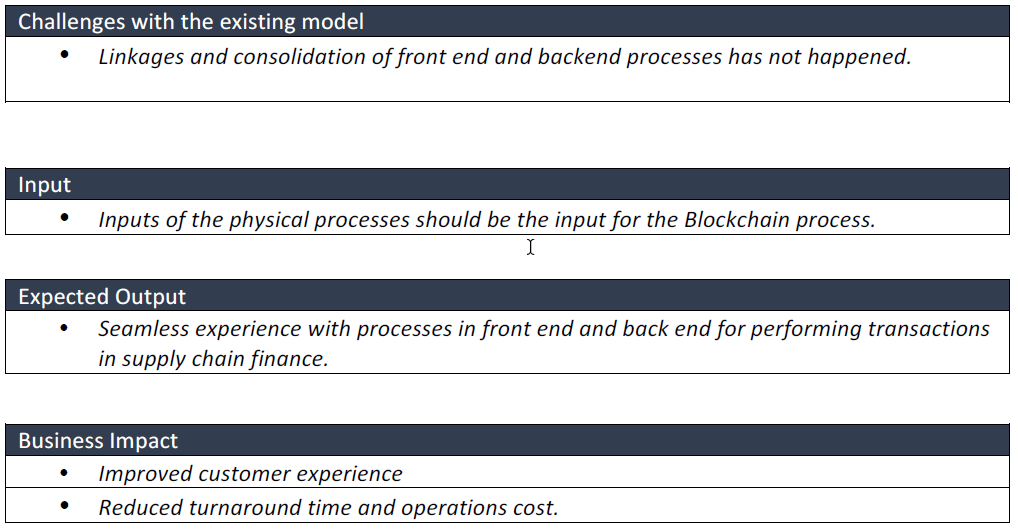 Challenges with the existing model
• Linkages and consolidation of front end and backend processes has not happened.
Input
• Inputs of the physical processes should be the input for the Blockchain process.
Expected Output
• Seamless experience with processes in front end and back end for performing transactions
in supply chain finance.
Business Impact
• Improved customer experience
• Reduced turnaround time and operations cost.